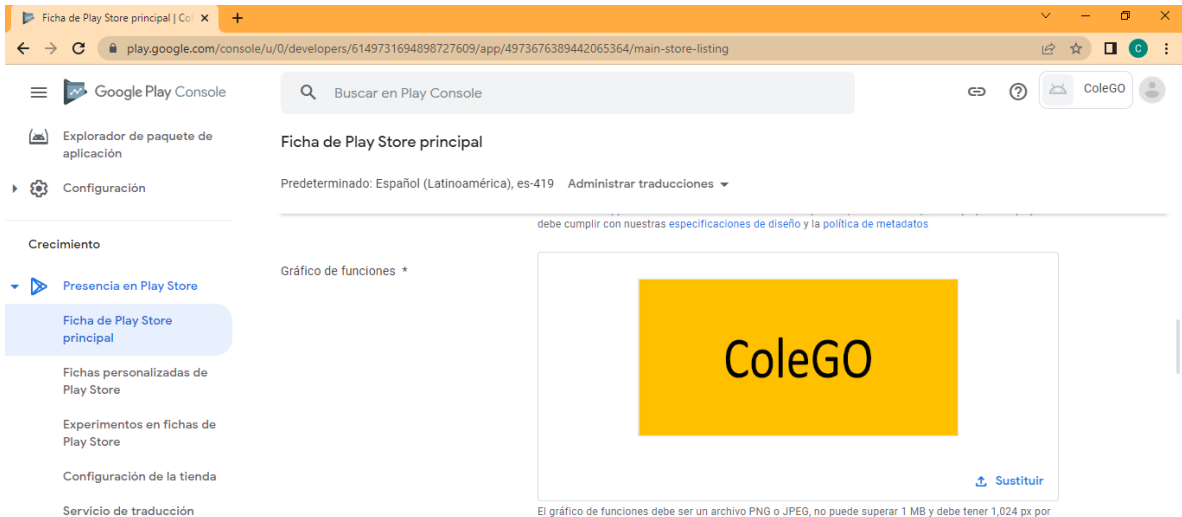 Ficha de Play Store principal | Col
play.google.com/console/u/0/developers/6149731694898727609/app/4973676389442065364/main-store-listing
C
Google Play Console
Buscar en Play Console
ColeGO
Explorador de paquete de
aplicación
Configuración
Crecimiento
Presencia en Play Store
Ficha de Play Store
principal
Fichas personalizadas de
Play Store
Experimentos en fichas de
Play Store
Configuración de la tienda
Servicio de traducción
Ficha de Play Store principal
Predeterminado: Español (Latinoamérica), es-419 Administrar traducciones
debe cumplir con nuestras especificaciones de diseño y la política de metadatos
Gráfico de funciones *
ColeGO
Sustituir
El gráfico de funciones debe ser un archivo PNG o JPEG, no puede superar 1 MB y debe tener 1,024 px por